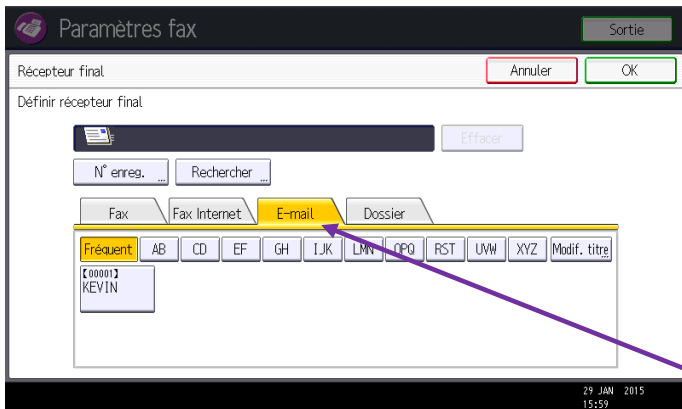 Paramètres fax
Sortie
Récepteur final
Annuler
OK
Définir récepteur final
Effacer
N° enreg.
Rechercher
Fax
Fax Internet
E-mail
Dossier
Fréquent
AB
CD
EF
GH
IJK
LMN
OPQ
RST
UVW
XYZ
Modif. titre
【00001】
KEVIN
29 JAN 2015
15:59